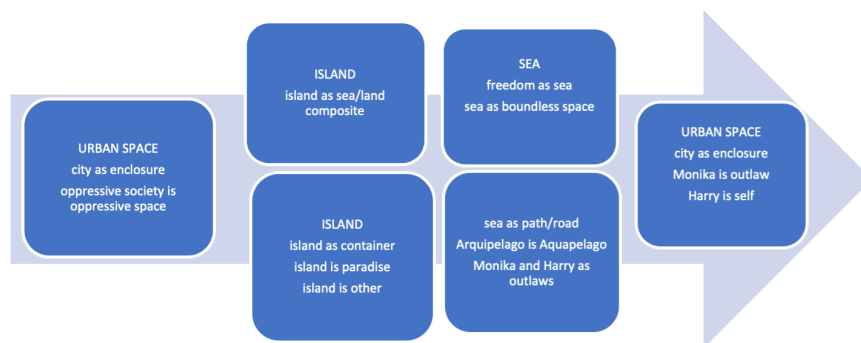 URBAN SPACE
city as enclosure
oppressive society is
oppressive space
ISLAND
island as sea/land
composite
ISLAND
island as container
island is paradise
island is other
SEA
freedom as sea
sea as boundless space
sea as path/road
Arquipelago is Aquapelago
Monika and Harry as
outlaws
URBAN SPACE
city as enclosure
Monika is outlaw
Harry is self